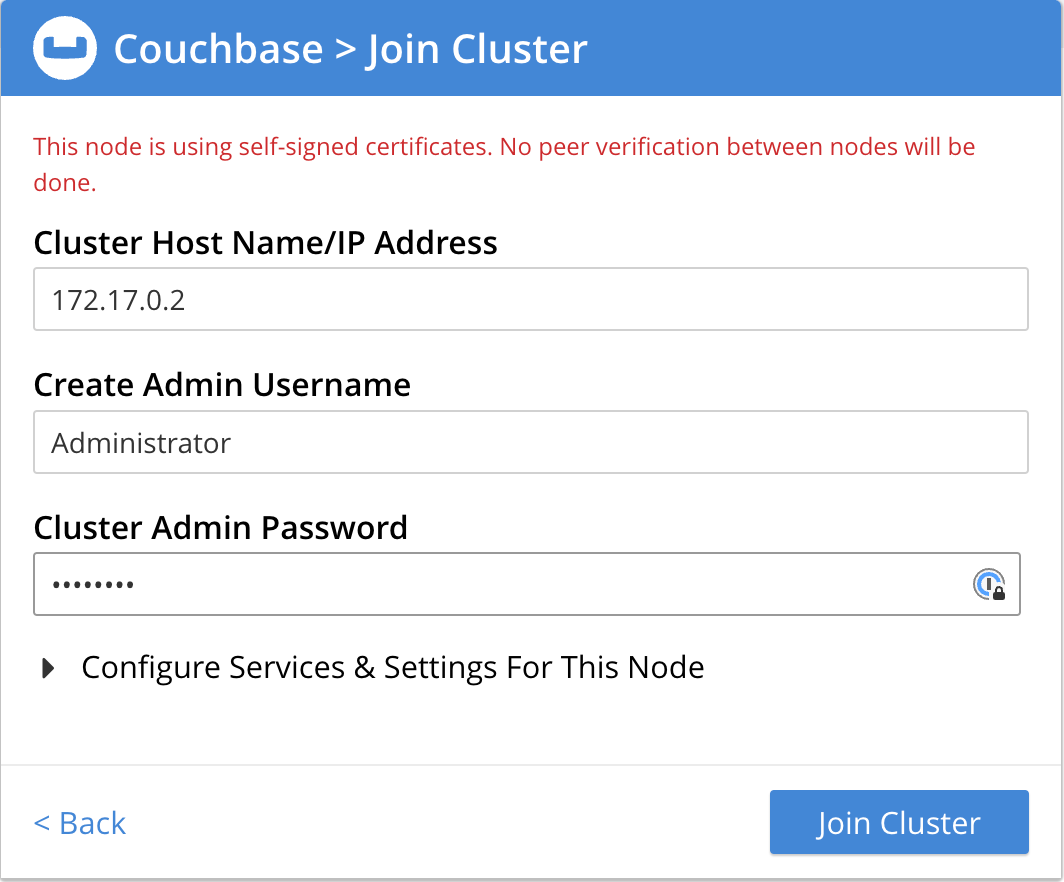 Couchbase > Join Cluster
This node is using self-signed certificates. No peer verification between nodes will be
done.
Cluster Host Name/IP Address
172.17.0.2
Create Admin Username
Administrator
Cluster Admin Password
••••••••
Configure Services & Settings For This Node
< Back
Join Cluster